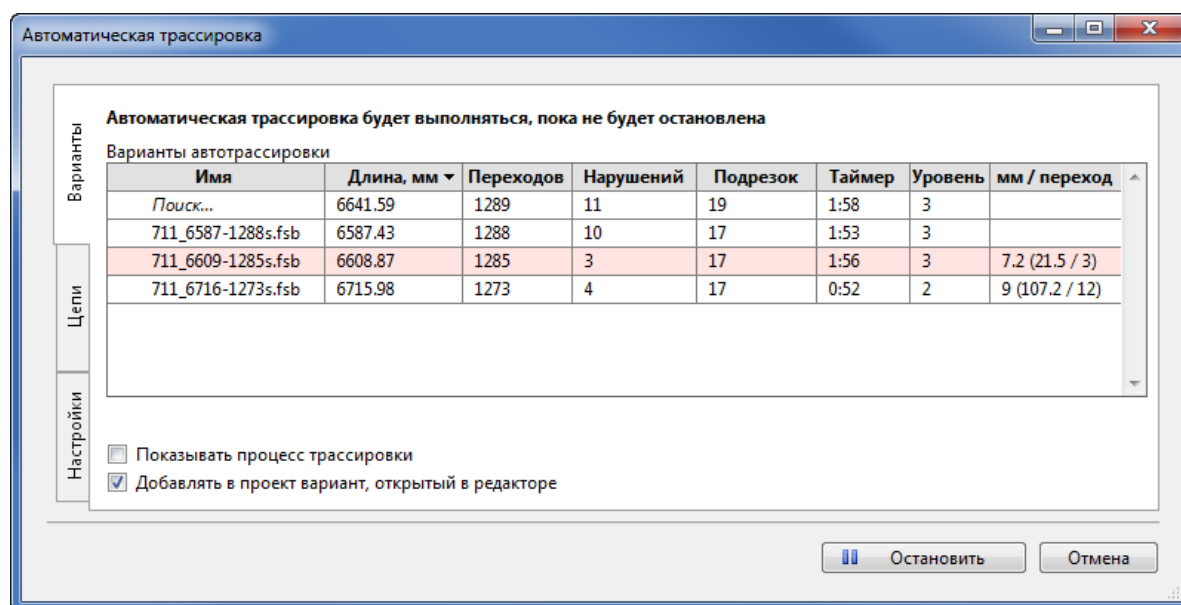 Автоматическая трассировка
Варианты
Цепи
Настройки
Автоматическая трассировка будет выполняться, пока не будет остановлена
Варианты автотрассировки
Имя Длина, мм Переходов Нарушений Подрезок Таймер Уровень мм / переход
Поиск... 6641.59 1289 11 19 1:58 3
711_6587-1288s.fsb 6587.43 1288 10 17 1:53 3
711_6609-1285s.fsb 6608.87 1285 3 17 1:56 3 7.2 (21.5 / 3)
711_6716-1273s.fsb 6715.98 1273 4 17 0:52 2 9 (107.2 / 12)
Показывать процесс трассировки
Добавлять в проект вариант, открытый в редакторе
Остановить Отмена